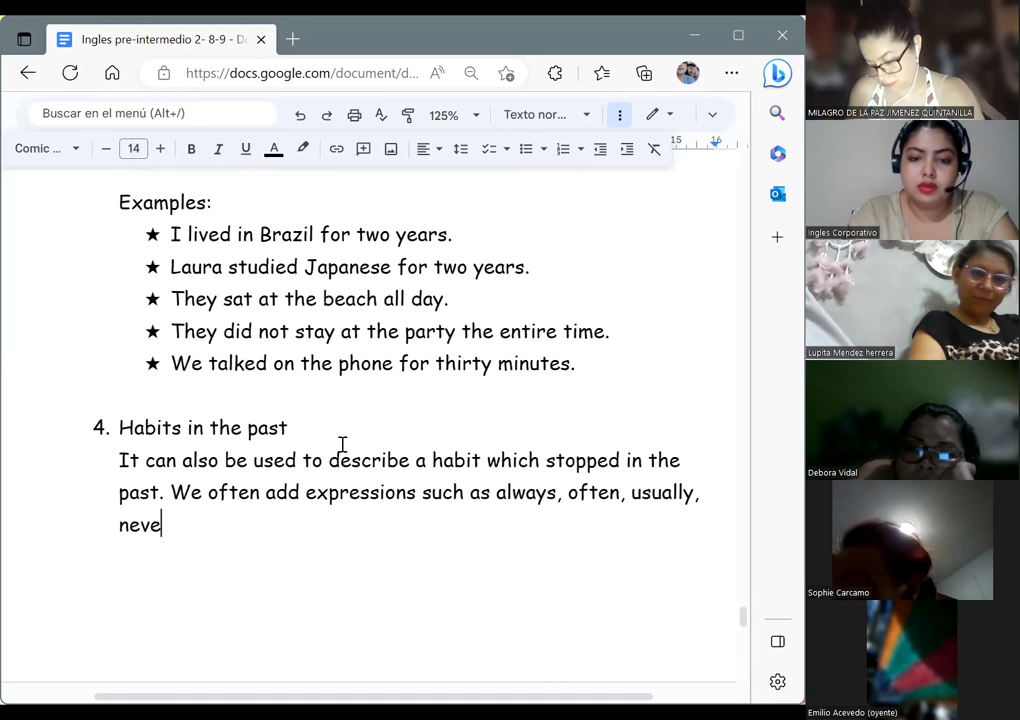 Ingles pre-intermedio 2- 8-9 - D
https://docs.google.com/document/d...
Buscar en el menú (Alt+/)
125%
Texto nor...
Comic ...
14
15
16
Examples:
★ I lived in Brazil for two years.
★ Laura studied Japanese for two years.
★ They sat at the beach all day.
★ They did not stay at the party the entire time.
★ We talked on the phone for thirty minutes.
4. Habits in the past
It can also be used to describe a habit which stopped in the
past. We often add expressions such as always, often, usually,
neve
MILAGRO DE LA PAZ JIMENEZ QUINTANILLA
Ingles Corporativo
Lupita Mendez herrera
Debora Vidal
Sophie Carcamo
Emilio Acevedo (oyente)